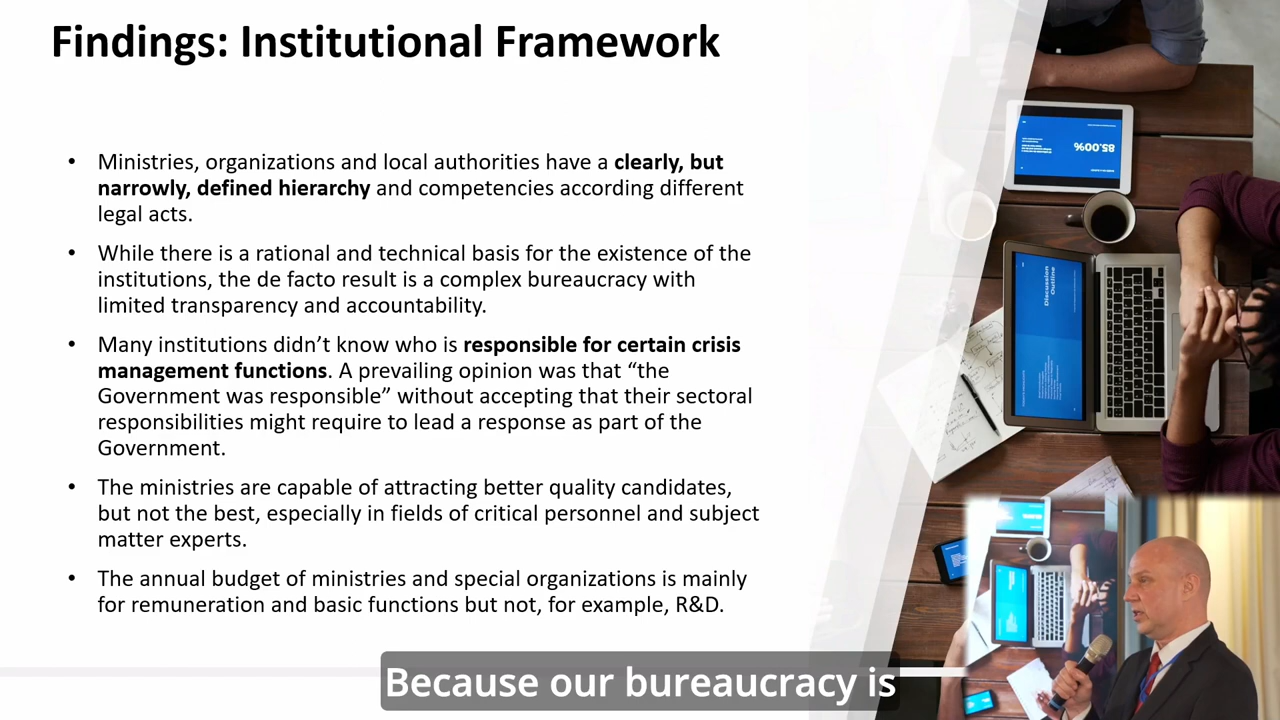 Findings: Institutional Framework
• Ministries, organizations and local authorities have a clearly, but
narrowly, defined hierarchy and competencies according different
legal acts.
• While there is a rational and technical basis for the existence of the
institutions, the de facto result is a complex bureaucracy with
limited transparency and accountability.
• Many institutions didn’t know who is responsible for certain crisis
management functions. A prevailing opinion was that “the
Government was responsible” without accepting that their sectoral
responsibilities might require to lead a response as part of the
Government.
• The ministries are capable of attracting better quality candidates,
but not the best, especially in fields of critical personnel and subject
matter experts.
• The annual budget of ministries and special organizations is mainly
for remuneration and basic functions but not, for example, R&D.
85.00%
Discussion
Outline
Because our bureaucracy is